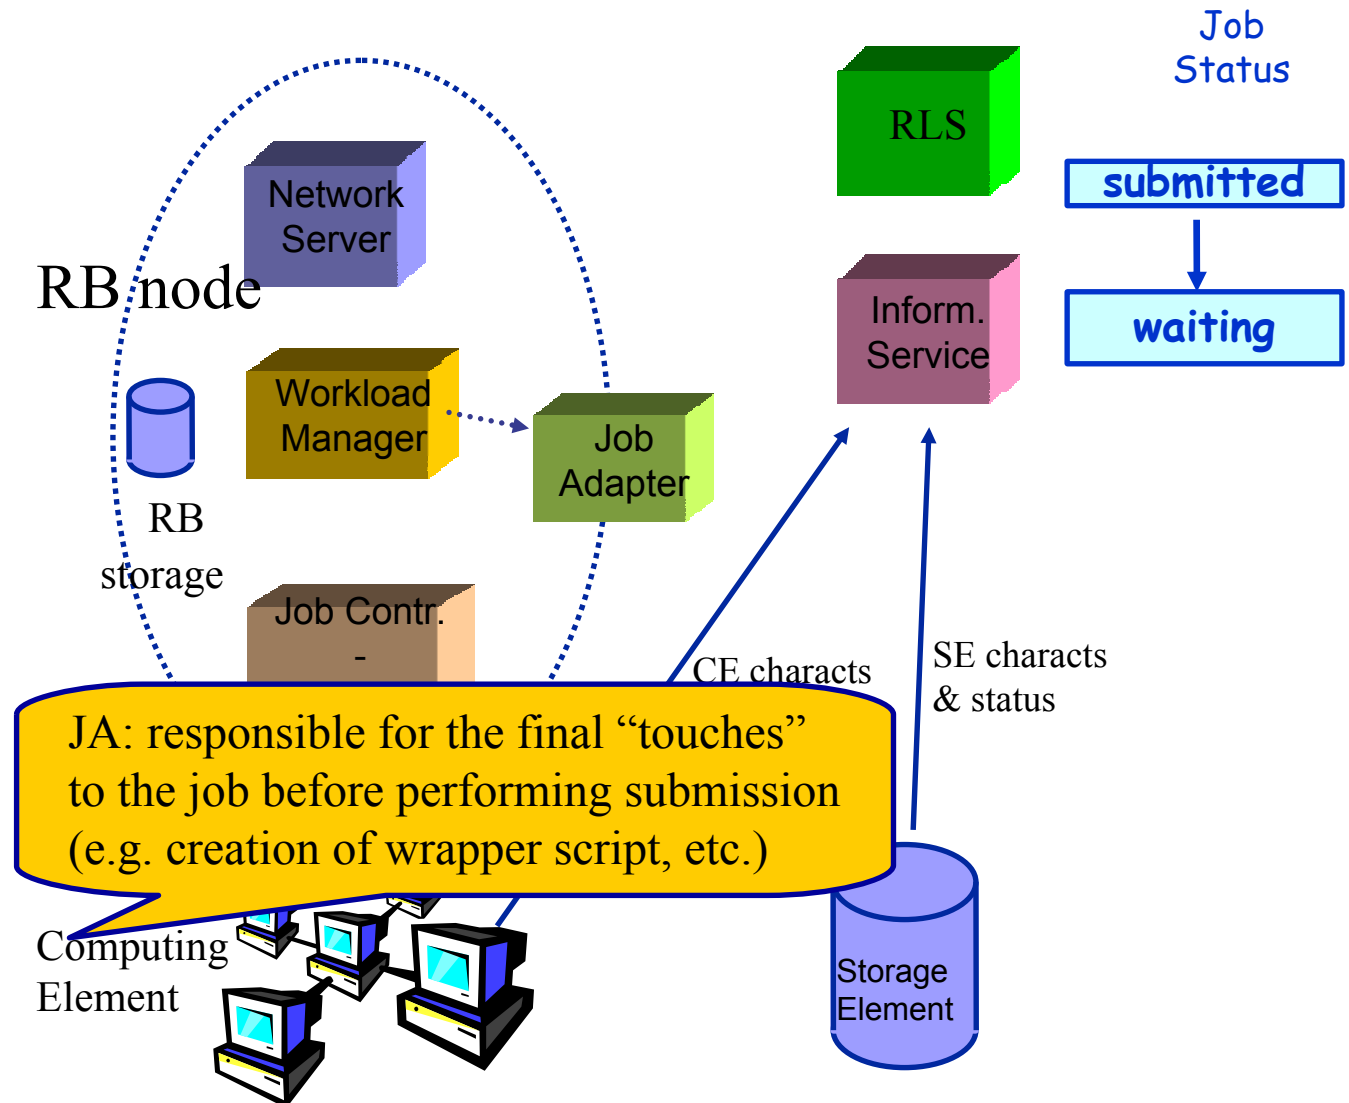 Job
Status
RLS
submitted
Network
Server
RB node
Inform.
Service
waiting
Workload
Manager
Job
Adapter
RB
storage
Job Contr.
-
CE characts
SE characts
& status
JA: responsible for the final “touches”
to the job before performing submission
(e.g. creation of wrapper script, etc.)
Computing
Element
Storage
Element